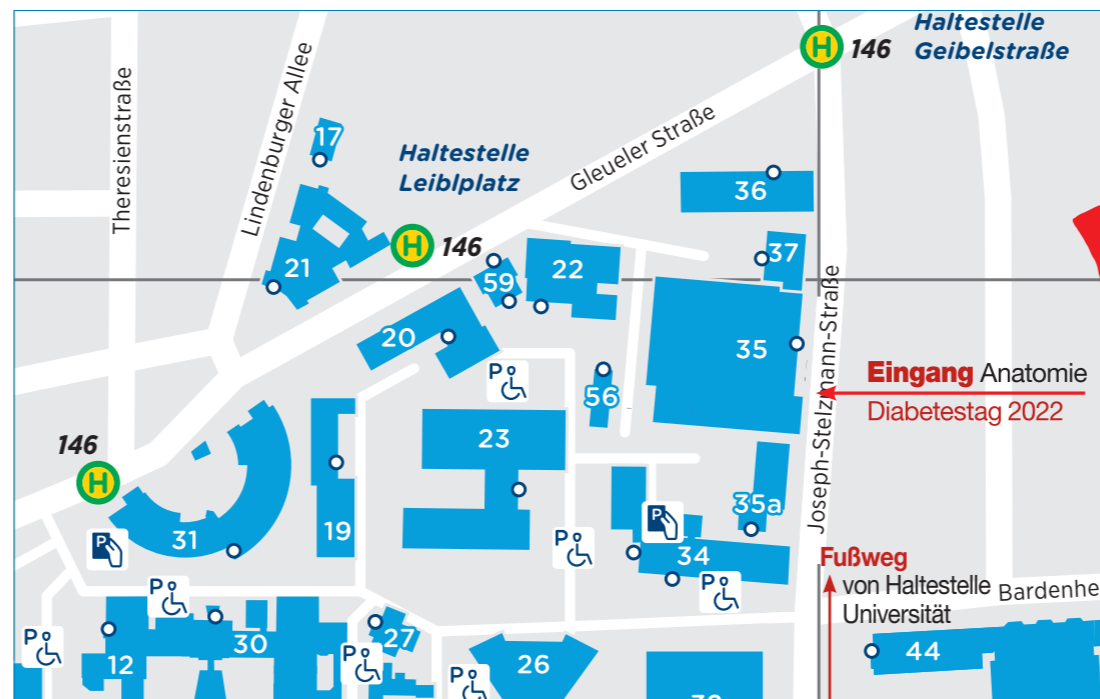 Haltestelle
Geibelstraße
H 146
Theresienstraße
Lindenburger Allee
17
Haltestelle
Leiblplatz
Gleueler Straße
36
H 146
21
59
22
37
20
35
Joseph-Stelzmann-Straße
Eingang Anatomie
Diabetestag 2022
P
56
146
H
23
P
31
19
35a
P
P
34
P
Fußweg
von Haltestelle
Universität
Bardenhe
P
P
12
30
P
27
P
26
44